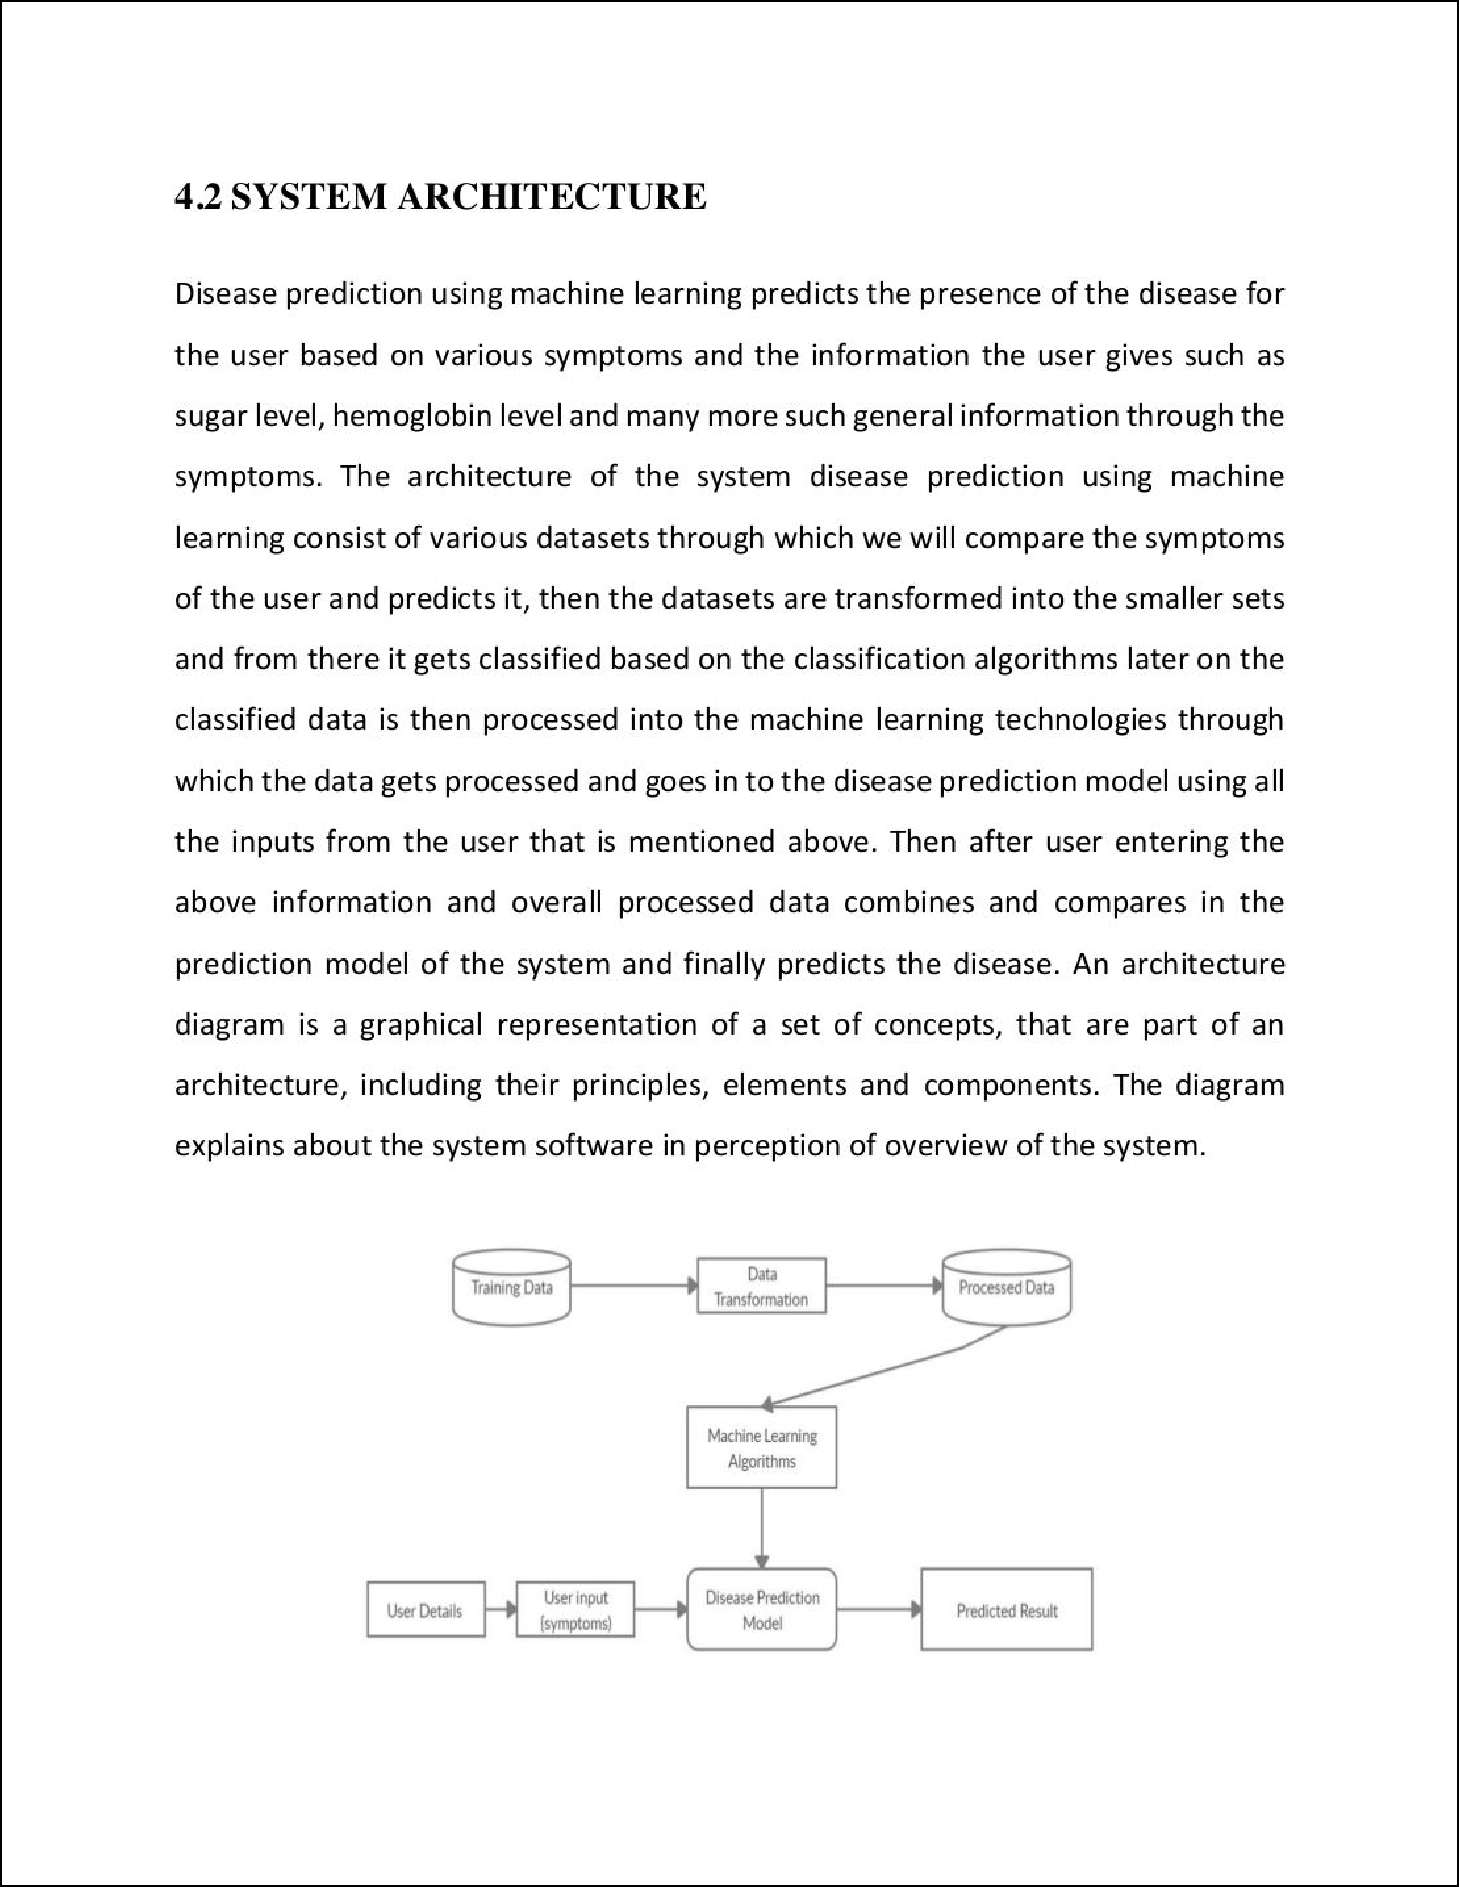 4.2 SYSTEM ARCHITECTURE
Disease prediction using machine learning predicts the presence of the disease for
the user based on various symptoms and the information the user gives such as
sugar level, hemoglobin level and many more such general information through the
symptoms. The architecture of the system disease prediction using machine
learning consist of various datasets through which we will compare the symptoms
of the user and predicts it, then the datasets are transformed into the smaller sets
and from there it gets classified based on the classification algorithms later on the
classified data is then processed into the machine learning technologies through
which the data gets processed and goes in to the disease prediction model using all
the inputs from the user that is mentioned above. Then after user entering the
above information and overall processed data combines and compares in the
prediction model of the system and finally predicts the disease. An architecture
diagram is a graphical representation of a set of concepts, that are part of an
architecture, including their principles, elements and components. The diagram
explains about the system software in perception of overview of the system.
Training Data
Data
Transformation
Processed Data
Machine Learning
Algorithms
User Details
User input
(symptoms)
Disease Prediction
Model
Predicted Result